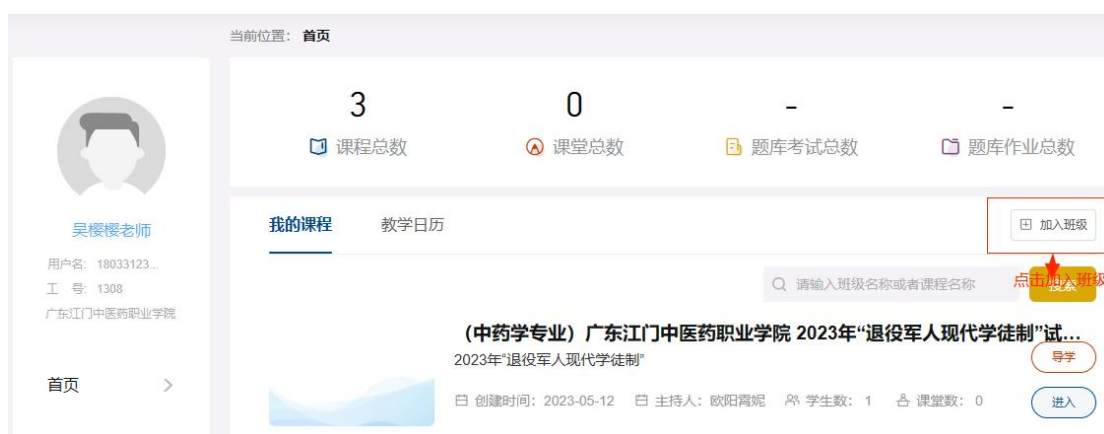 当前位置： 首页
3
0
-
-
课程总数
课堂总数
题库考试总数
题库作业总数
吴樱樱老师
用户名: 18033123...
工 号: 1308
广东江门中医药职业学院
首页
我的课程
教学日历
加入班级
点击加入班级
请输入班级名称或者课程名称
搜索
（中药学专业）广东江门中医药职业学院 2023年“退役军人现代学徒制”试...
2023年“退役军人现代学徒制”
导学
创建时间：2023-05-12 主持人：欧阳霄妮 学生数： 1 课堂数： 0
进入